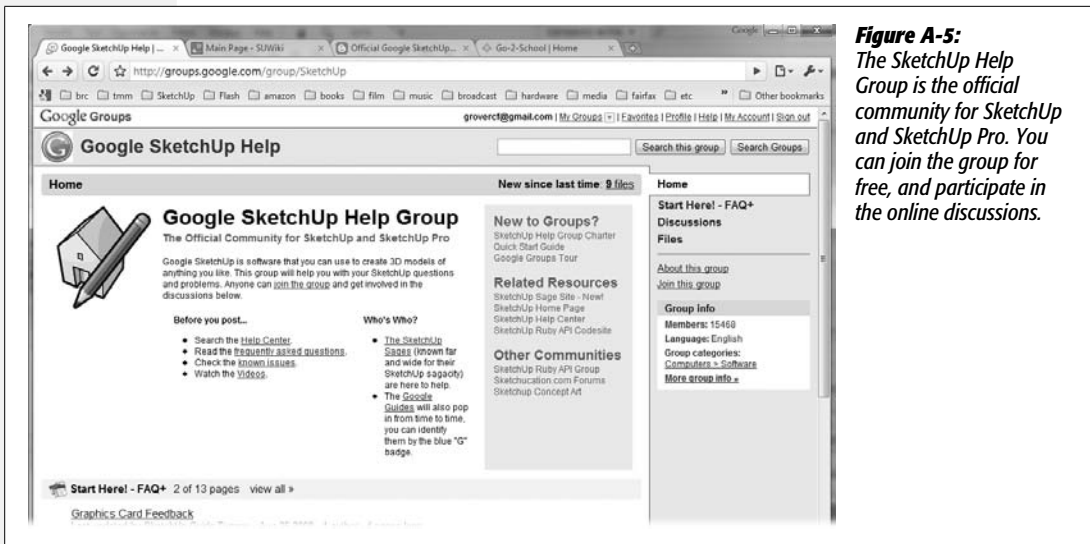 Google
Google SketchUp Help | ...
Main Page - SUWiki
Official Google SketchUp...
Go-2-School | Home
http://groups.google.com/group/SketchUp
brc tmm SketchUp Flash amazon books film music broadcast hardware media fairfax etc » Other bookmarks
Google Groups
grovercf@gmail.com | My Groups | Favorites | Profile | Help | My Account | Sign out
Google SketchUp Help
Search this group Search Groups
Home
New since last time: 9 files
Google SketchUp Help Group
The Official Community for SketchUp and SketchUp Pro
Google SketchUp is software that you can use to create 3D models of
anything you like. This group will help you with your SketchUp questions
and problems. Anyone can join the group and get involved in the
discussions below.
Before you post...
Search the Help Center.
Read the frequently asked questions.
Check the known issues.
Watch the Videos.
Who's Who?
The SketchUp
Sages (known far
and wide for their
SketchUp sagacity)
are here to help.
The Google
Guides will also pop
in from time to time,
you can identify
them by the blue "G"
badge.
New to Groups?
SketchUp Help Group Charter
Quick Start Guide
Google Groups Tour
Related Resources
SketchUp Sage Site - New!
SketchUp Home Page
SketchUp Help Center
SketchUp Ruby API Codesite
Other Communities
SketchUp Ruby API Group
Sketchucation.com Forums
Sketchup Concept Art
Home
Start Here! - FAQ+
Discussions
Files
About this group
Join this group
Group info
Members: 15468
Language: English
Group categories:
Computers > Software
More group info »
Start Here! - FAQ+ 2 of 13 pages view all »
Graphics Card Feedback
Figure A-5:
The SketchUp Help
Group is the official
community for SketchUp
and SketchUp Pro. You
can join the group for
free, and participate in
the online discussions.